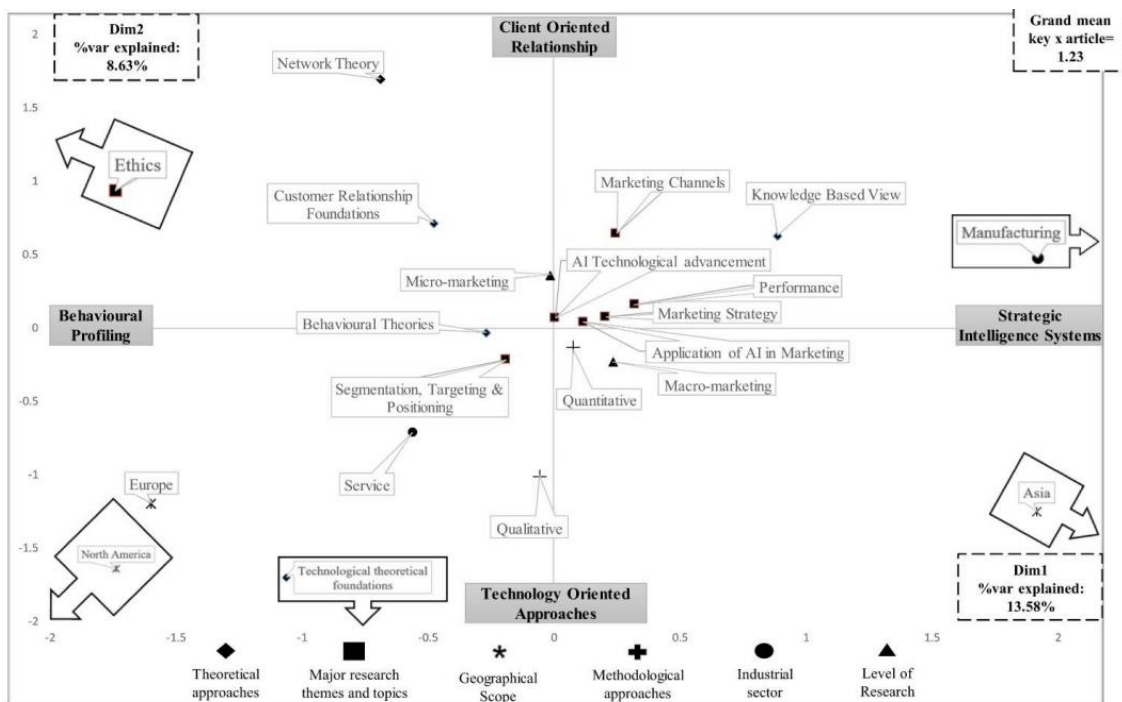 Dim2
%var explained:
8.63%
Client Oriented
Relationship
Grand mean
key x article=
1.23
2
Network Theory
1.5
Ethics
1
Customer Relationship
Foundations
Marketing Channels
Knowledge Based View
0.5
Manufacturing
AI Technological advancement
Micro-marketing
Performance
Behavioural
Profiling
0
Behavioural Theories
Marketing Strategy
Strategic
Intelligence Systems
Application of AI in Marketing
Segmentation, Targeting &
Positioning
Quantitative
Macro-marketing
-0.5
Service
-1
Europe
Qualitative
Asia
-1.5
North America
Technological theoretical
foundations
Technology Oriented
Approaches
Dim1
%var explained:
13.58%
-2
-2
-1.5
-1
-0.5
0
0.5
1
1.5
2
Theoretical
approaches
Major research
themes and topics
Geographical
Scope
Methodological
approaches
Industrial
sector
Level of
Research